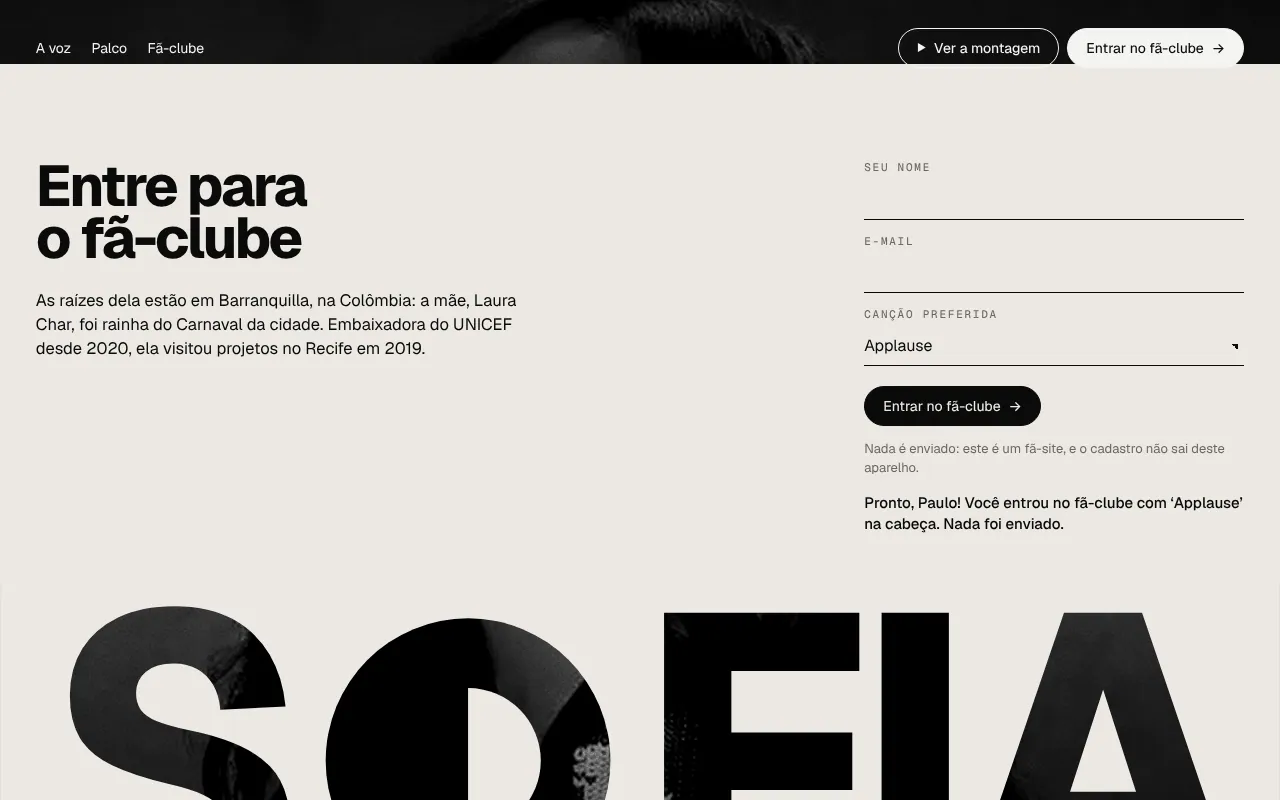 A voz
Palco
Fã-clube
Ver a montagem
Entrar no fã-clube →
Entre para
o fã-clube
As raízes dela estão em Barranquilla, na Colômbia: a mãe, Laura
Char, foi rainha do Carnaval da cidade. Embaixadora do UNICEF
desde 2020, ela visitou projetos no Recife em 2019.
SEU NOME
E-MAIL
CANÇÃO PREFERIDA
Applause
Entrar no fã-clube →
Nada é enviado: este é um fã-site, e o cadastro não sai deste
aparelho.
Pronto, Paulo! Você entrou no fã-clube com ‘Applause’
na cabeça. Nada foi enviado.
SOFIA